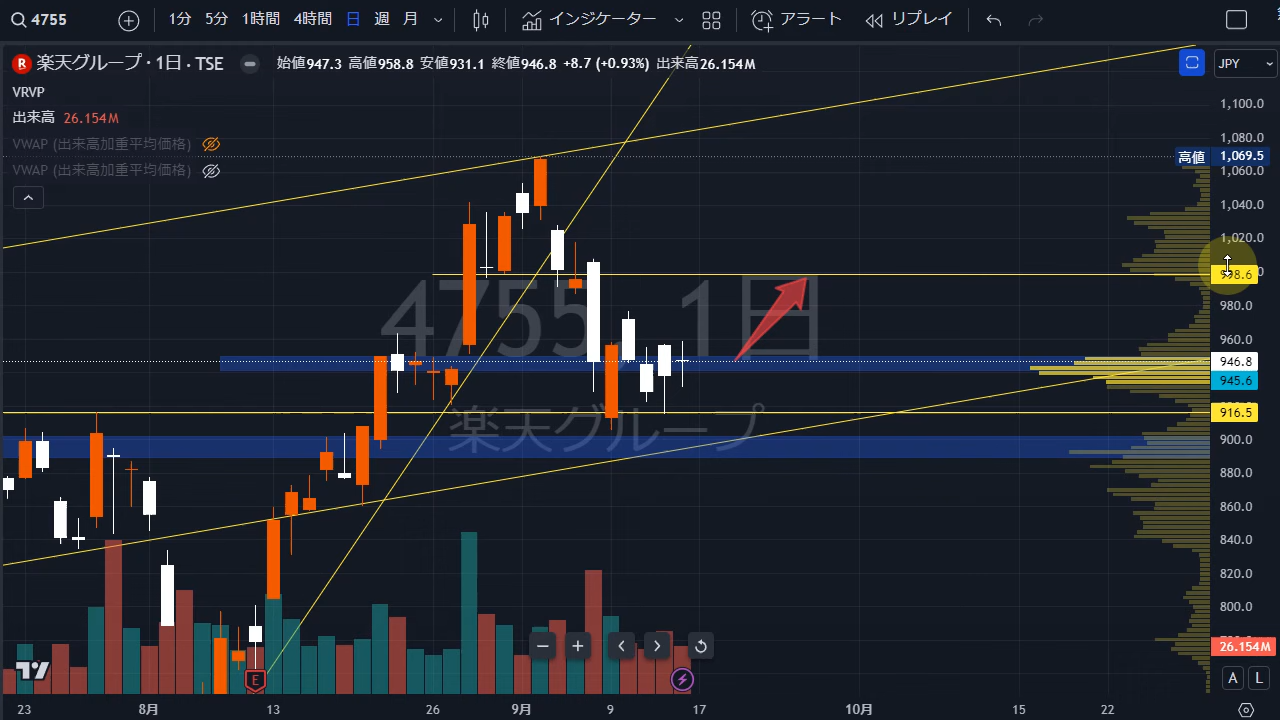 4755 1分 5分 1時間 4時間 日 週 月 インジケーター アラート リプレイ
楽天グループ・1日・TSE 始値947.3 高値958.8 安値931.1 終値946.8 +8.7 (+0.93%) 出来高26.154M JPY
VRVP
出来高 26.154M
VWAP (出来高加重平均価格)
VWAP (出来高加重平均価格)
1,100.0
1,080.0
高値 1,069.5
1,060.0
1,040.0
1,020.0
998.6
980.0
960.0
946.8
945.6
916.5
900.0
880.0
860.0
840.0
820.0
800.0
26.154M
4755, 1日
楽天グループ
E
A L
23 8月 13 26 9月 9 17 10月 15 22